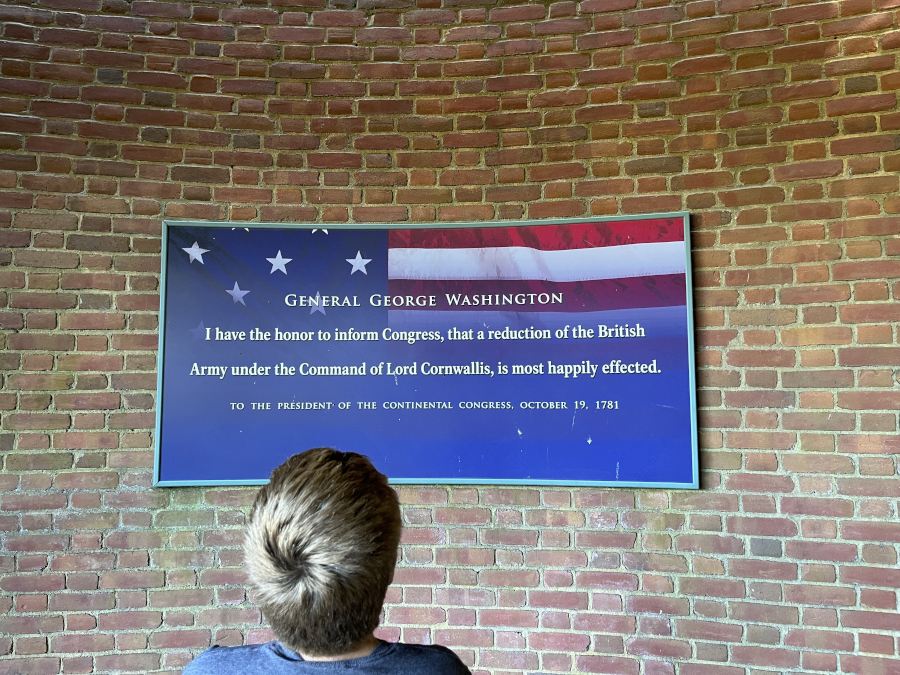 General George Washington
I have the honor to inform Congress, that a reduction of the British
Army under the Command of Lord Cornwallis, is most happily effected.
to the president of the continental congress, october 19, 1781